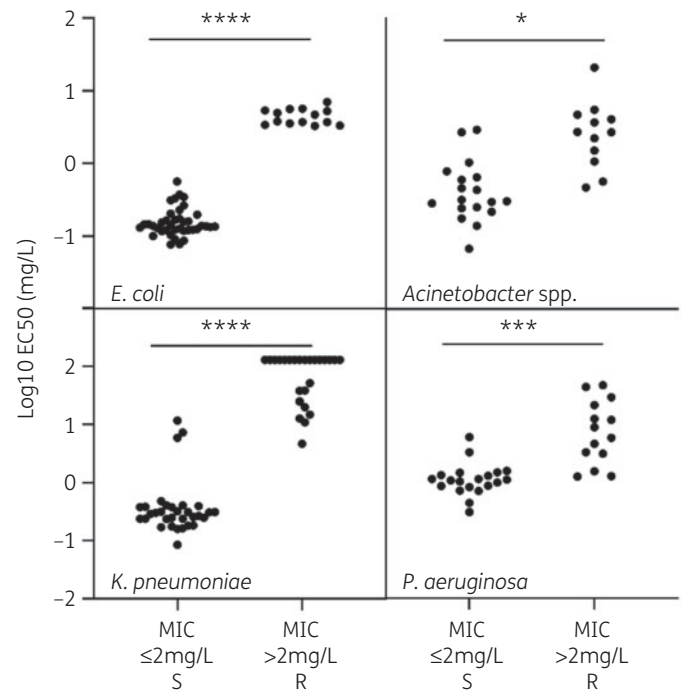 Log10 EC50 (mg/L)
2
1
0
−1
****
E. coli
*
Acinetobacter spp.
2
1
0
−1
−2
****
K. pneumoniae
***
P. aeruginosa
MIC
≤2mg/L
S
MIC
>2mg/L
R
MIC
≤2mg/L
S
MIC
>2mg/L
R